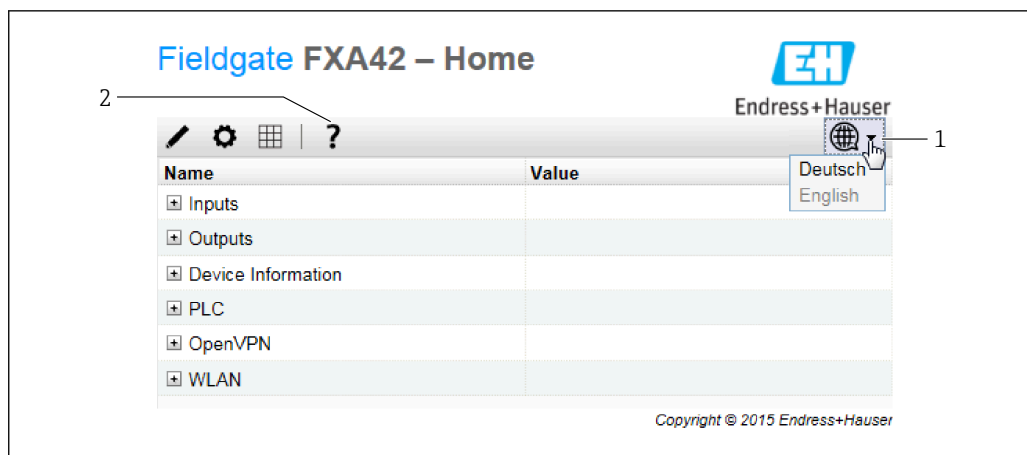 Fieldgate FXA42 – Home
EH
Endress+Hauser
2
?
1
Name Value
Deutsch
English
Inputs
Outputs
Device Information
PLC
OpenVPN
WLAN
Copyright © 2015 Endress+Hauser